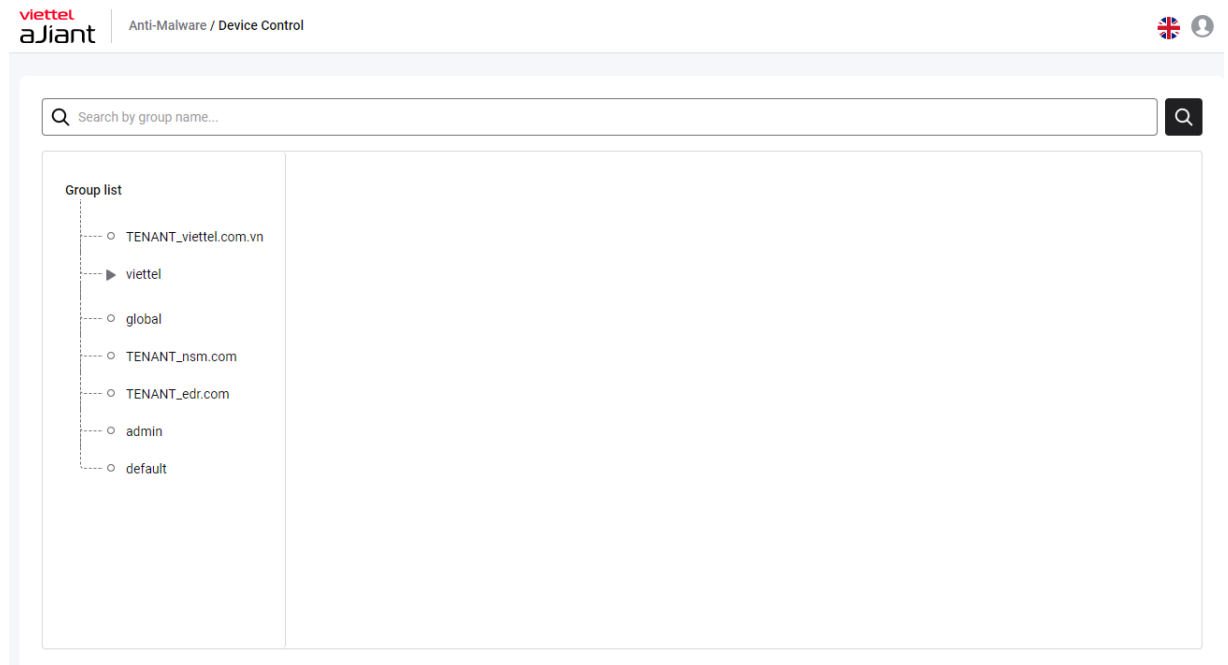 viettel
aJiant
Anti-Malware / Device Control
Search by group name...
Group list
TENANT_viettel.com.vn
viettel
global
TENANT_nsm.com
TENANT_edr.com
admin
default